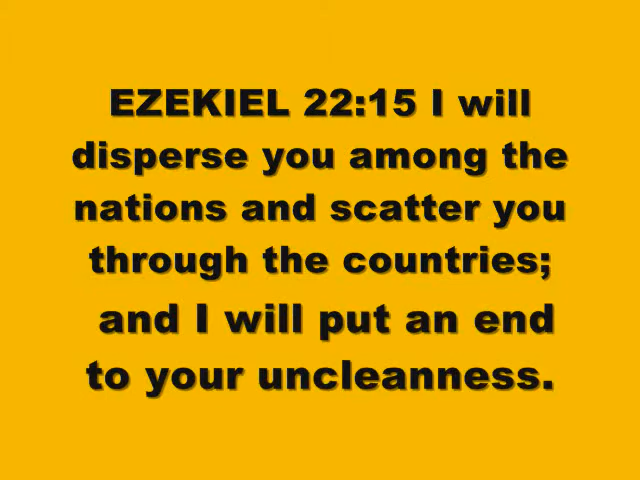 EZEKIEL 22:15 I will
disperse you among the
nations and scatter you
through the countries;
and I will put an end
to your uncleanness.